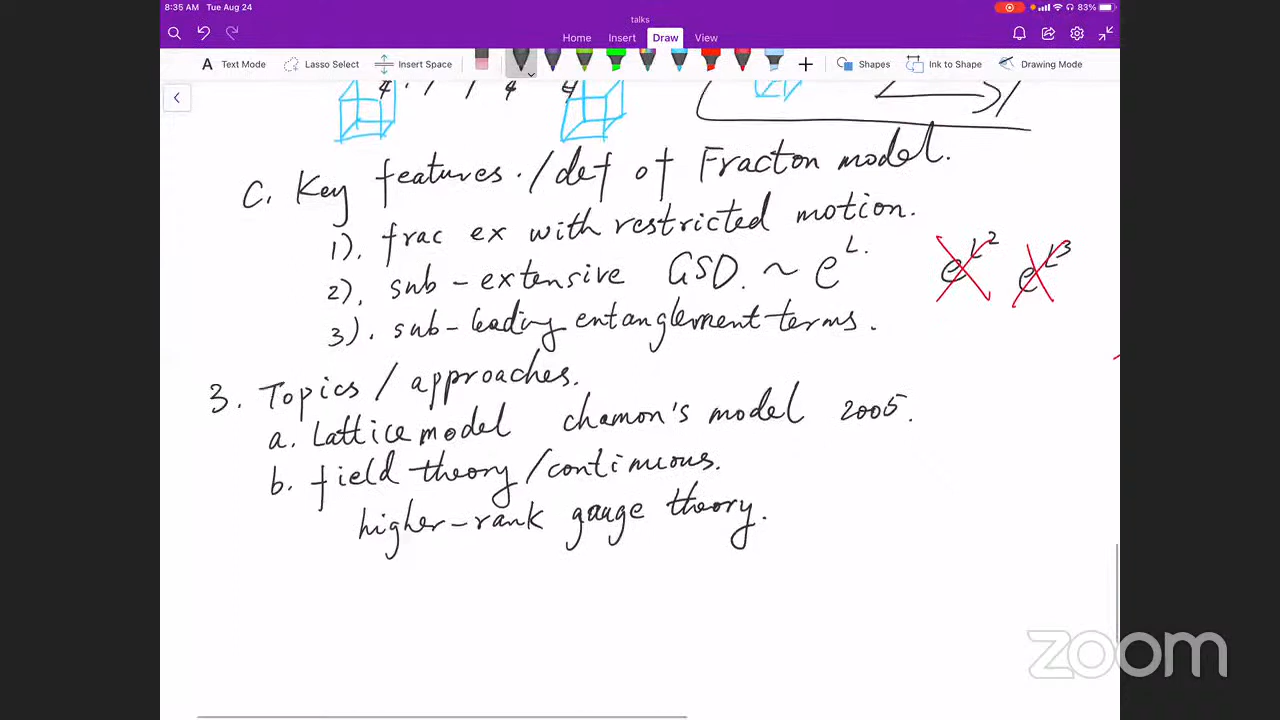 8:35 AM Tue Aug 24
83%
talks
Home Insert Draw View
Text Mode Lasso Select Insert Space Shapes Ink to Shape Drawing Mode
C. Key features./def of Fracton model.
1). frac ex with restricted motion.
2). sub-extensive GSD. ~ e^L. e^L^2 e^L^3
3). sub-leading entanglement terms.
3. Topics / approaches.
a. Lattice model chamon's model 2005.
b. field theory/continuous.
higher-rank gauge theory.
zoom